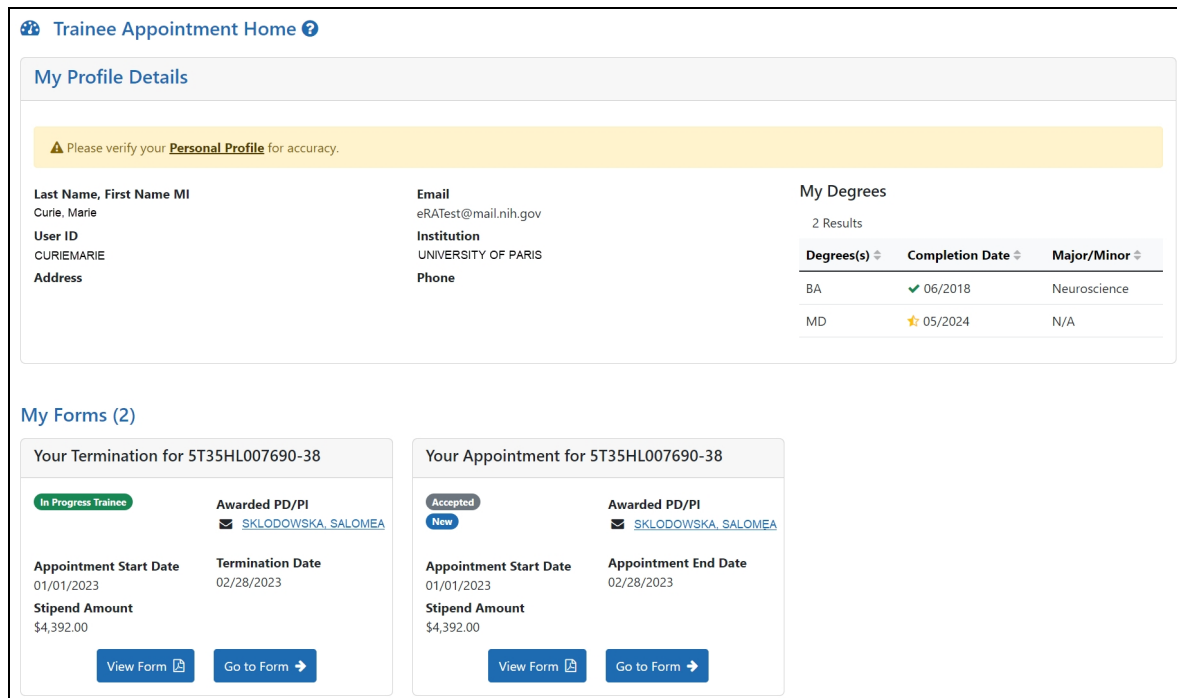 Trainee Appointment Home ?
My Profile Details
Please verify your Personal Profile for accuracy.
Last Name, First Name MI
Curie, Marie
User ID
CURIEMARIE
Address
Email
eRATest@mail.nih.gov
Institution
UNIVERSITY OF PARIS
Phone
My Degrees
2 Results
Degrees(s) Completion Date Major/Minor
BA 06/2018 Neuroscience
MD 05/2024 N/A
My Forms (2)
Your Termination for 5T35HL007690-38
In Progress Trainee
Awarded PD/PI
SKLODOWSKA, SALOMEA
Appointment Start Date
01/01/2023
Termination Date
02/28/2023
Stipend Amount
$4,392.00
View Form Go to Form
Your Appointment for 5T35HL007690-38
Accepted
New
Awarded PD/PI
SKLODOWSKA, SALOMEA
Appointment Start Date
01/01/2023
Appointment End Date
02/28/2023
Stipend Amount
$4,392.00
View Form Go to Form